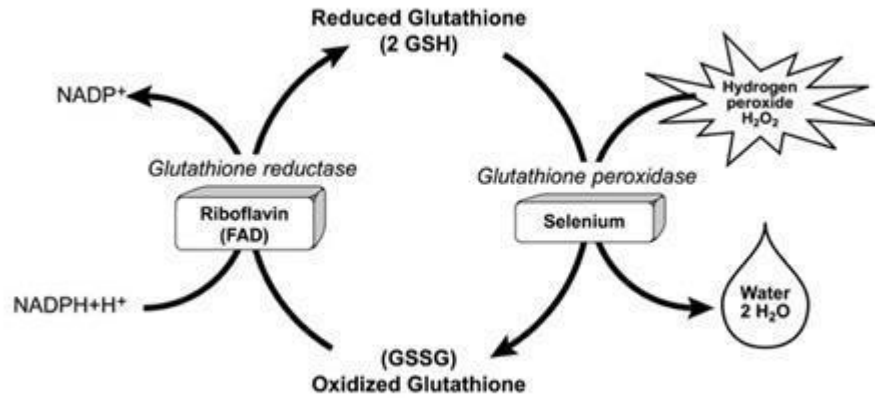 Reduced Glutathione
(2 GSH)
NADP⁺
Hydrogen
peroxide
H₂O₂
Glutathione reductase
Glutathione peroxidase
Riboflavin
(FAD)
Selenium
NADPH+H⁺
Water
2 H₂O
(GSSG)
Oxidized Glutathione